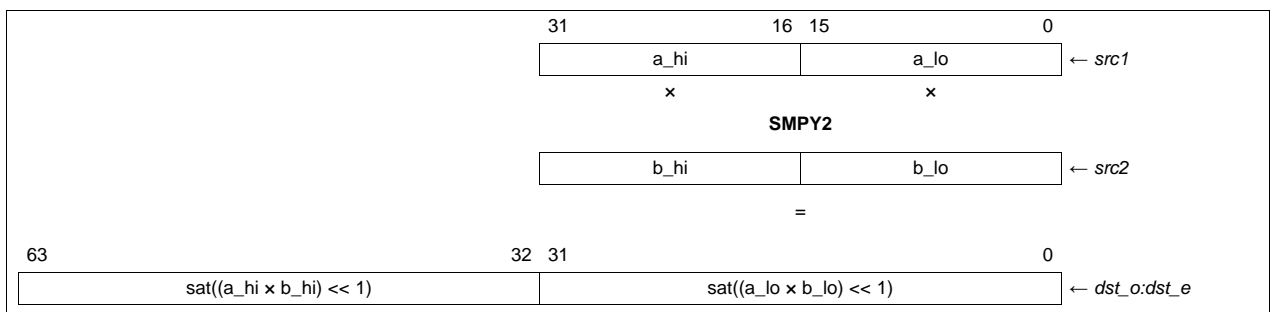 31 16 15 0
a_hi a_lo ← src1
× ×
SMPY2
b_hi b_lo ← src2
=
63 32 31 0
sat((a_hi × b_hi) << 1) sat((a_lo × b_lo) << 1) ← dst_o:dst_e